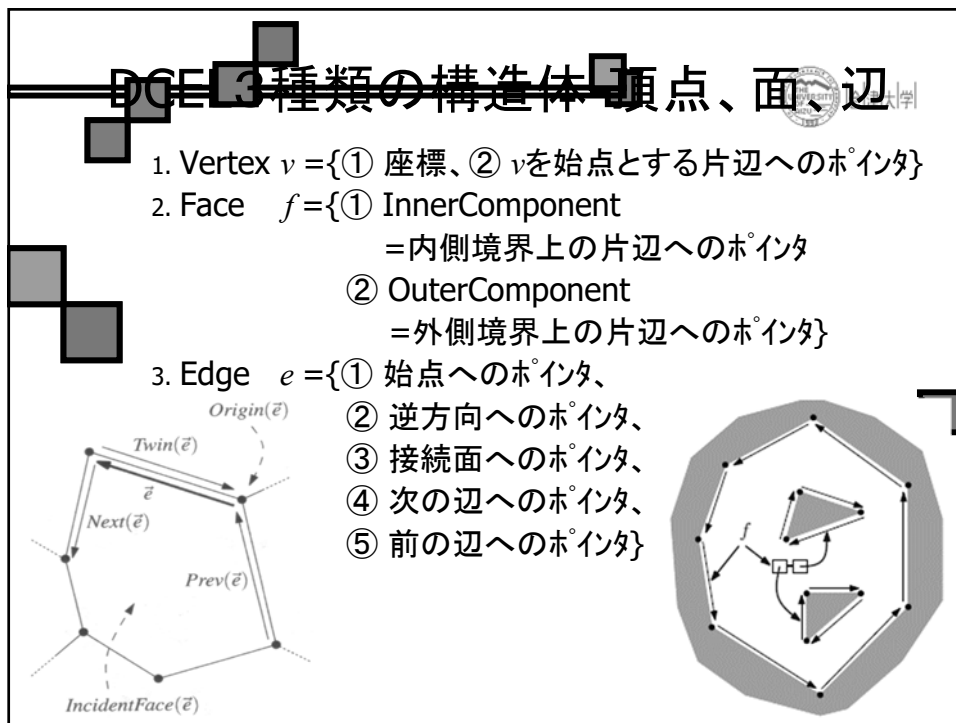 DCEL 3種類の構造体 頂点、面、辺
THE UNIVERSITY
大学
1. Vertex v ={① 座標、② vを始点とする片辺へのポインタ}
2. Face f ={① InnerComponent
=内側境界上の片辺へのポインタ
② OuterComponent
=外側境界上の片辺へのポインタ}
3. Edge e ={① 始点へのポインタ、
② 逆方向へのポインタ、
③ 接続面へのポインタ、
④ 次の辺へのポインタ、
⑤ 前の辺へのポインタ}
Origin(e⃗)
Twin(e⃗)
e⃗
Next(e⃗)
Prev(e⃗)
IncidentFace(e⃗)
f